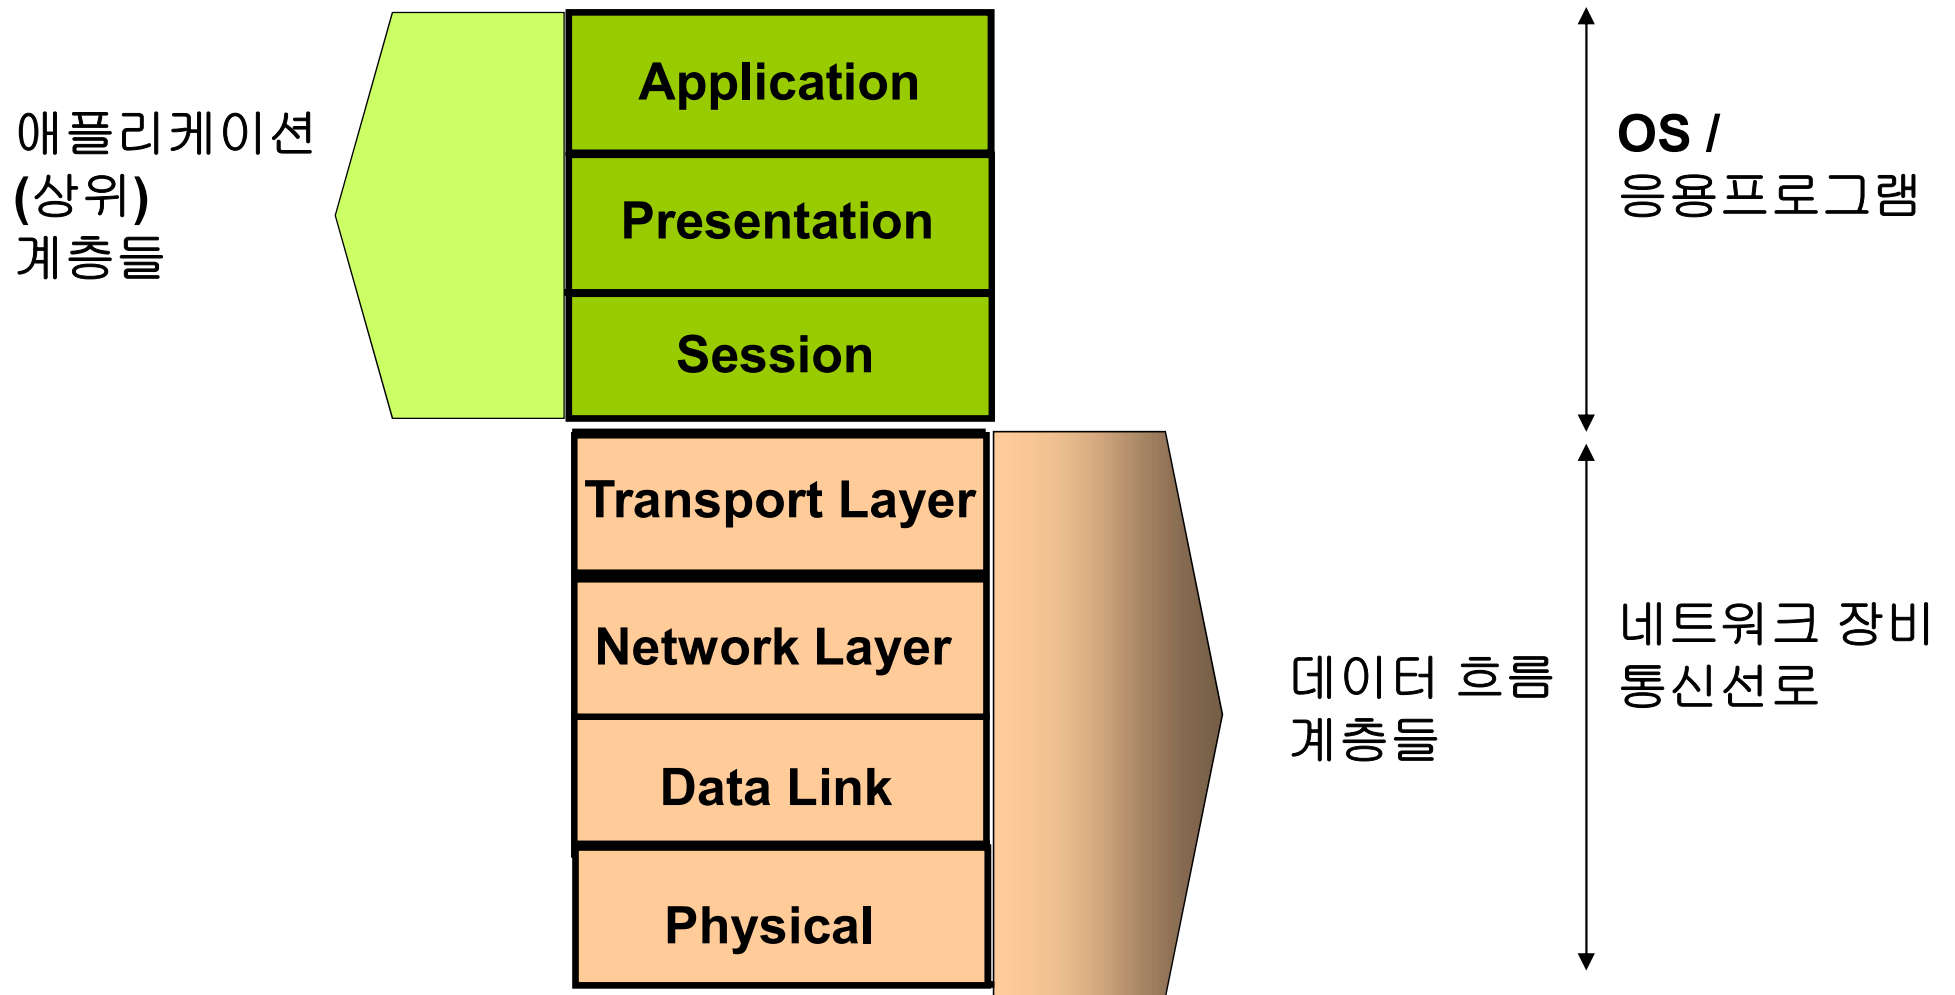 애플리케이션
(상위)
계층들
Application
Presentation
Session
OS /
응용프로그램
Transport Layer
Network Layer
Data Link
Physical
데이터 흐름
계층들
네트워크 장비
통신선로